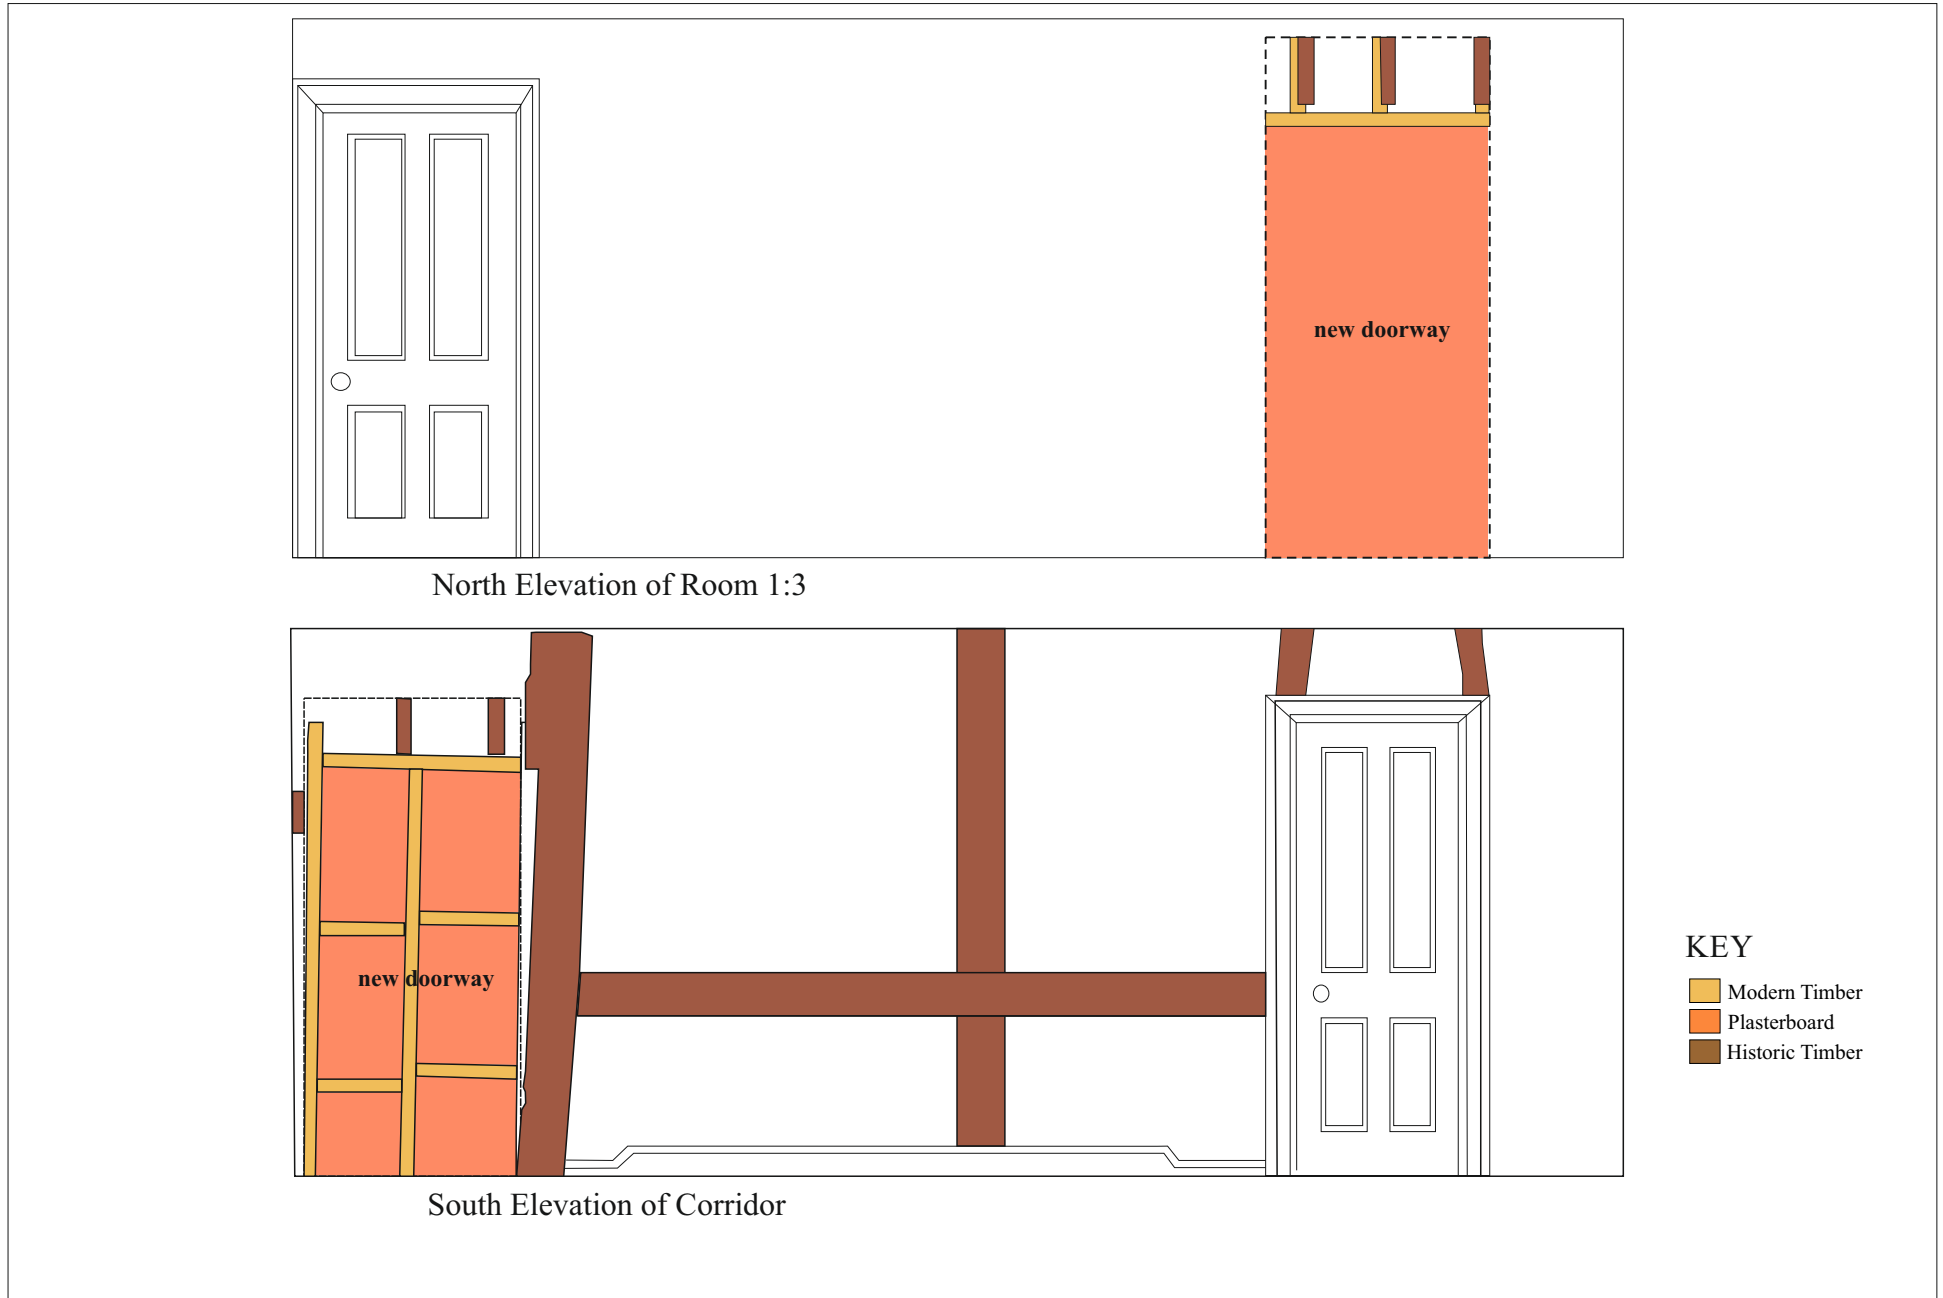 new doorway
North Elevation of Room 1:3
new doorway
South Elevation of Corridor
KEY
Modern Timber
Plasterboard
Historic Timber